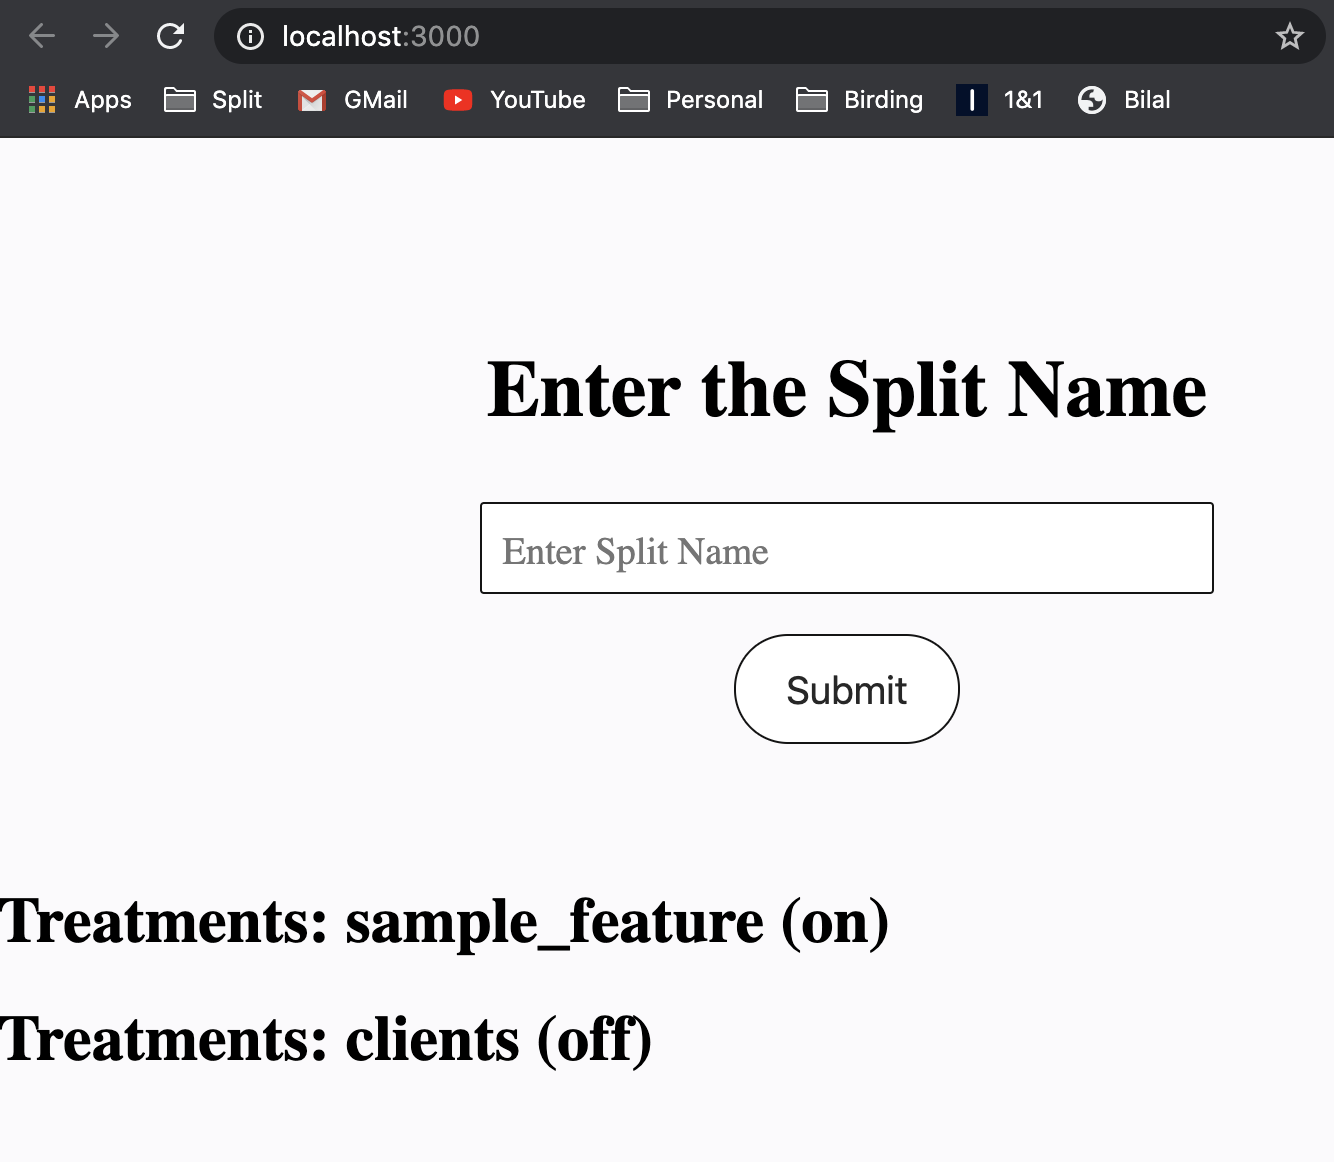 localhost:3000
Apps Split GMail YouTube Personal Birding 1&1 Bilal
Enter the Split Name
Enter Split Name
Submit
Treatments: sample_feature (on)
Treatments: clients (off)